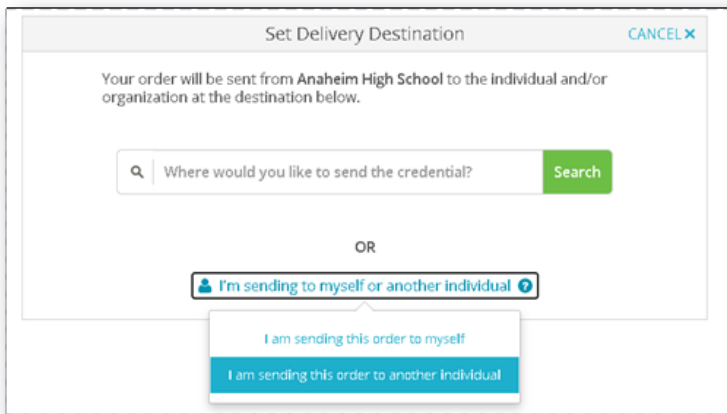 Set Delivery Destination
CANCEL ×
Your order will be sent from Anaheim High School to the individual and/or
organization at the destination below.
Where would you like to send the credential?
Search
OR
I'm sending to myself or another individual
I am sending this order to myself
I am sending this order to another individual